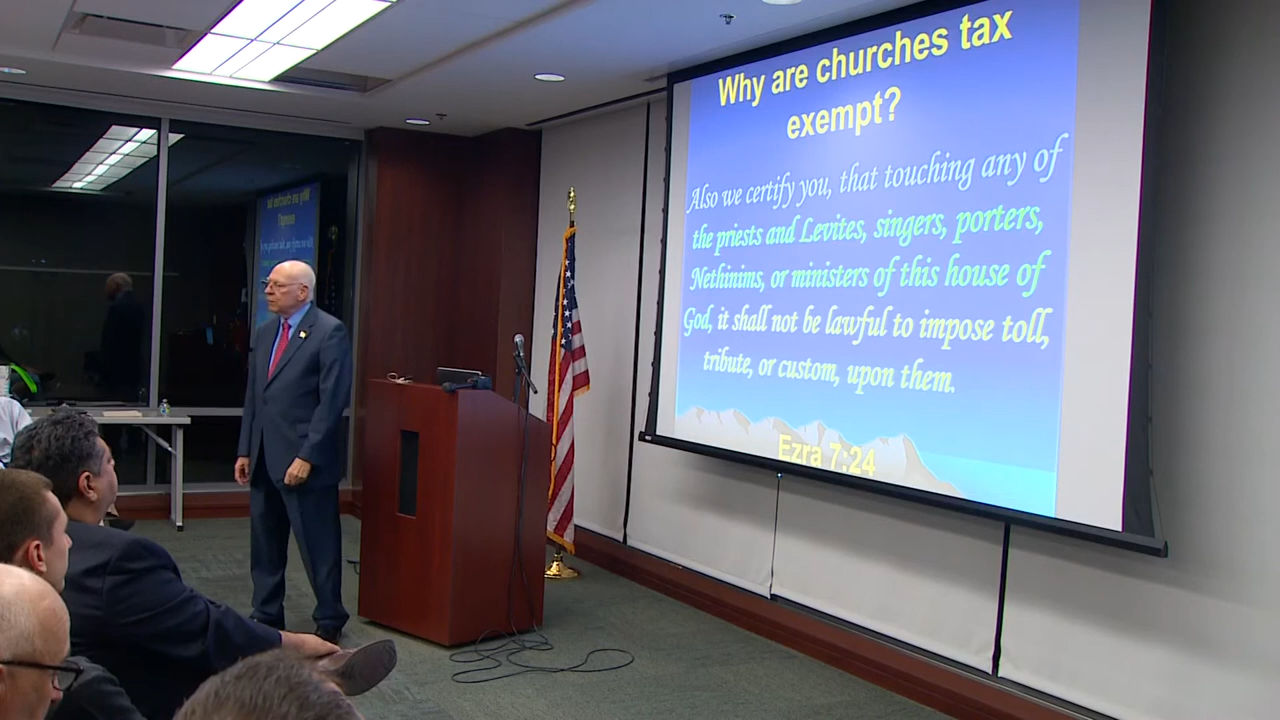 Why are churches tax
exempt?
Also we certify you, that touching any of
the priests and Levites, singers, porters,
Nethinims, or ministers of this house of
God, it shall not be lawful to impose toll,
tribute, or custom, upon them.
Ezra 7:24